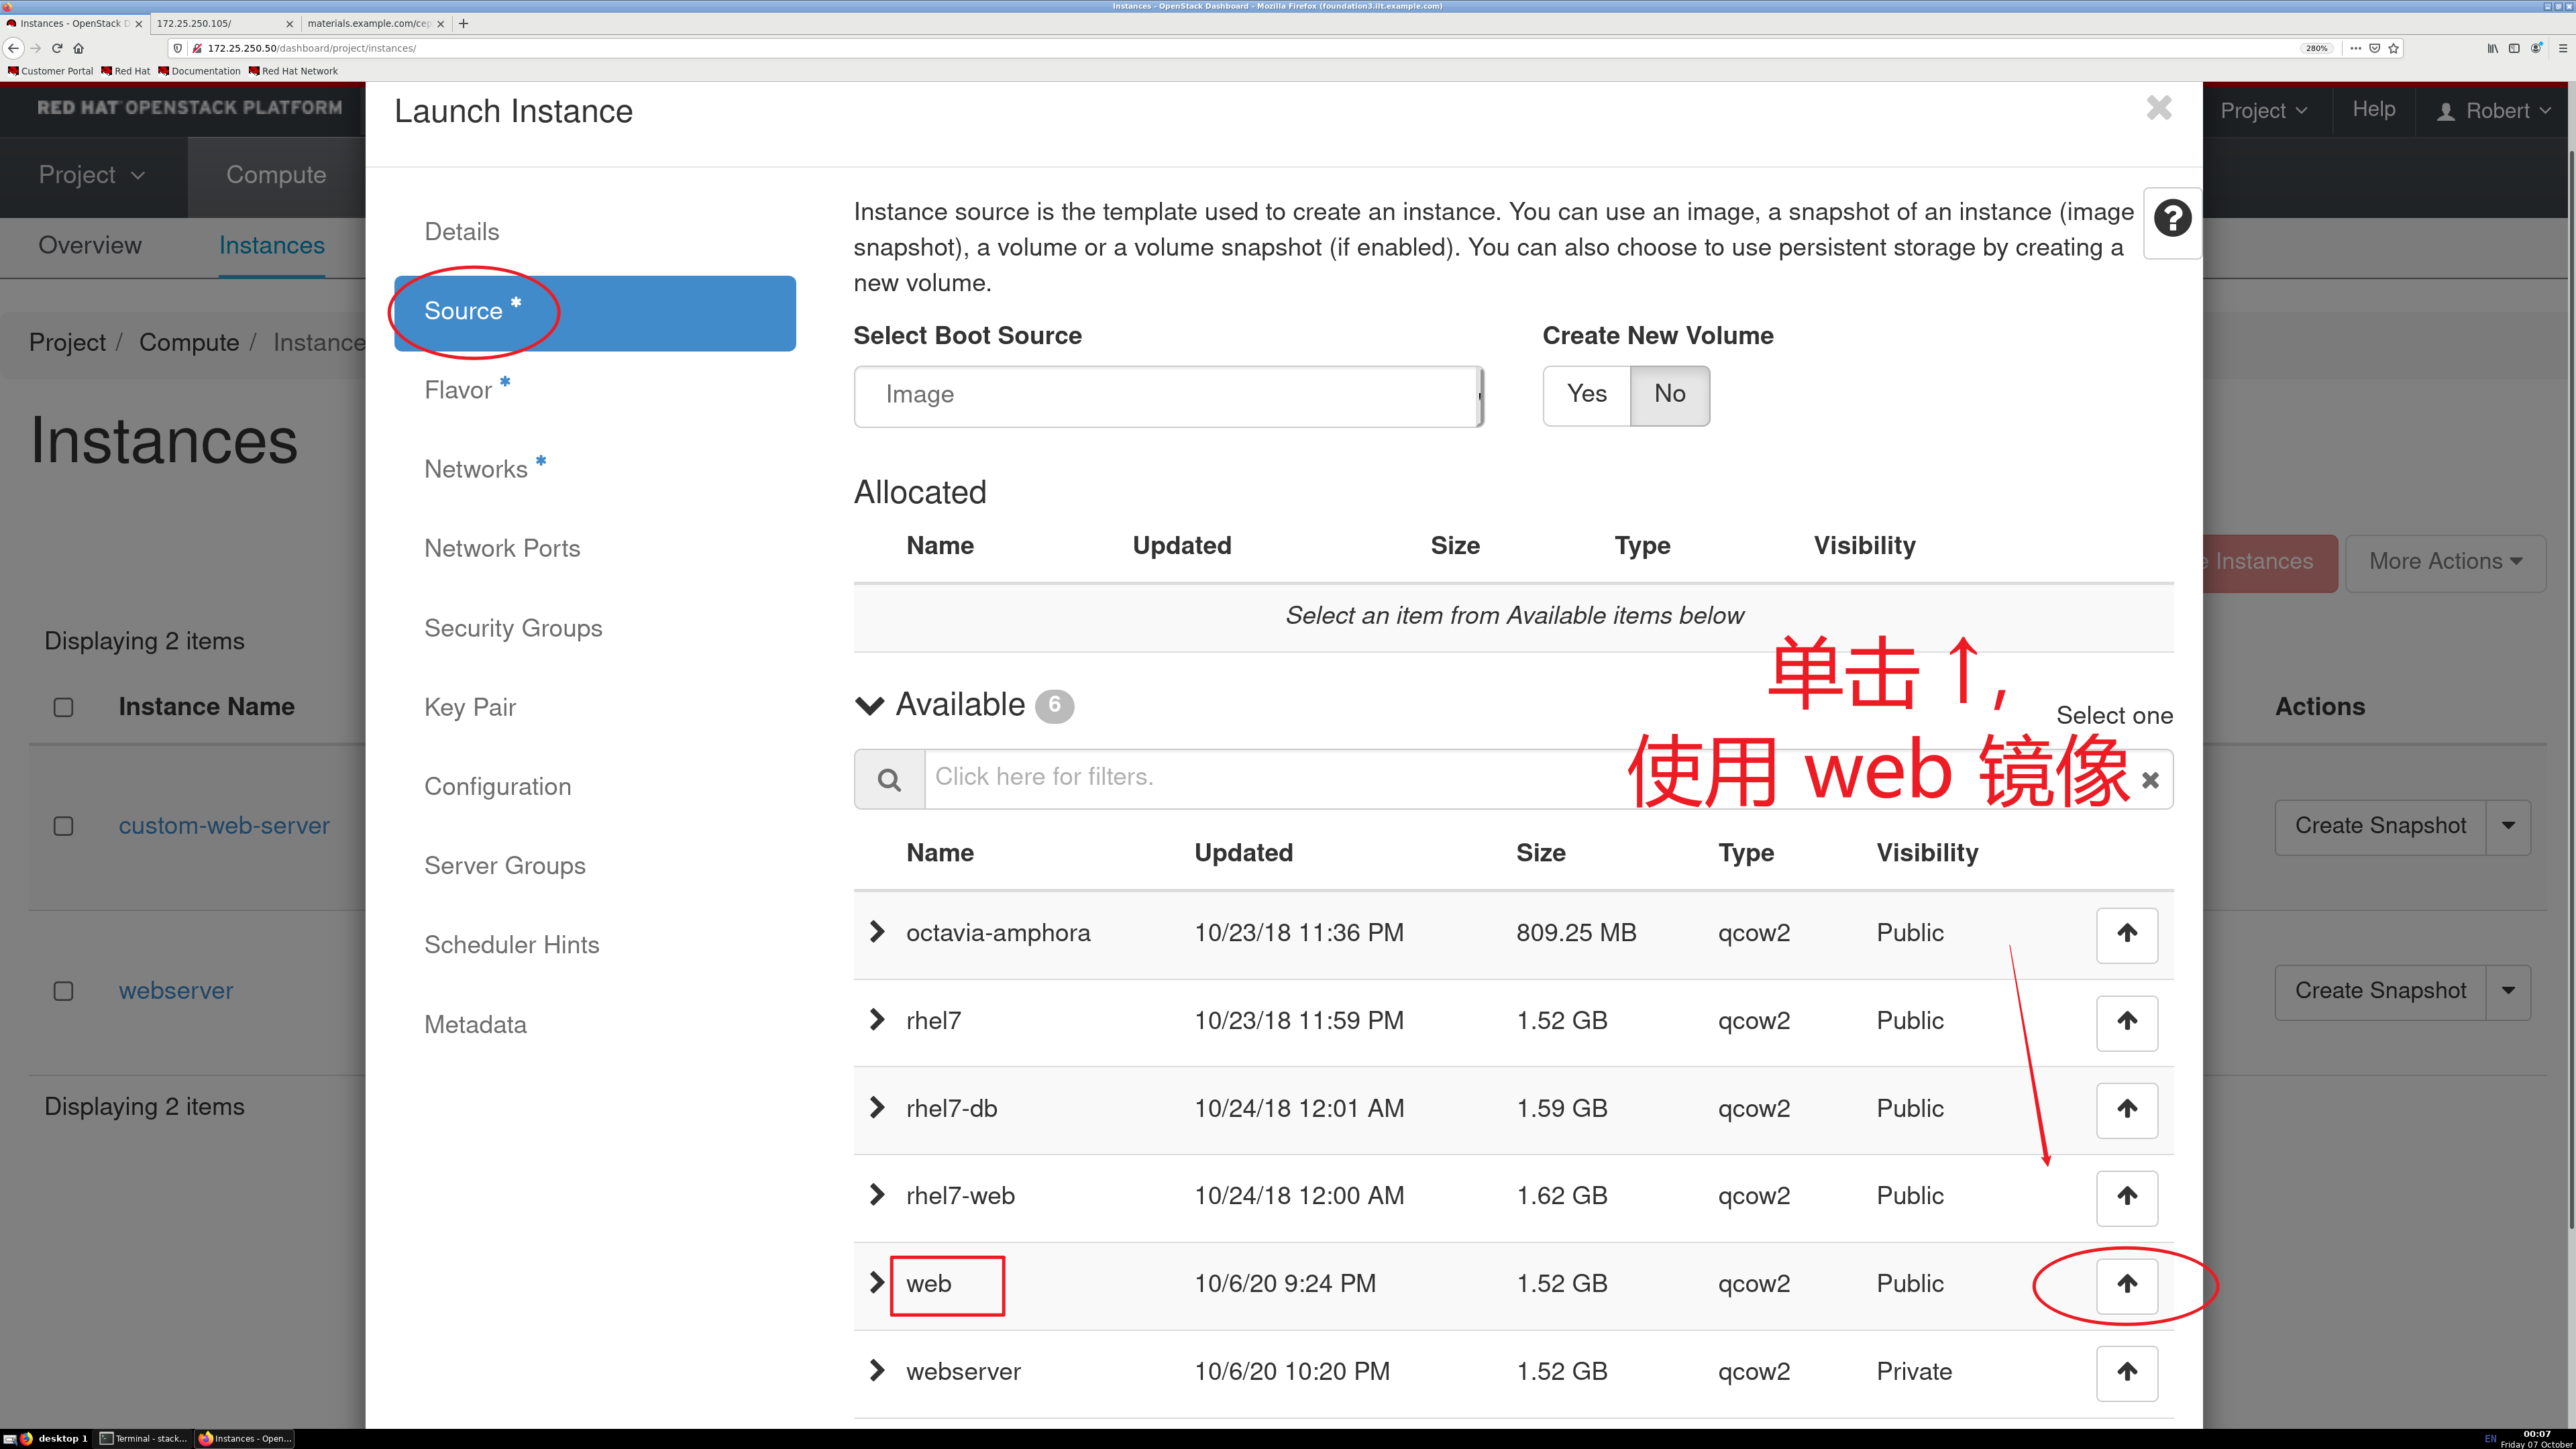 Instances - OpenStack Dashboard - Mozilla Firefox (foundation3.ilt.example.com)
Instances - OpenStack D
172.25.250.105/
materials.example.com/cep
172.25.250.50/dashboard/project/instances/
280%
Customer Portal
Red Hat
Documentation
Red Hat Network
RED HAT OPENSTACK PLATFORM
Project
Help
Robert
Project
Compute
Overview
Instances
Project / Compute / Instance
Instances
e Instances
More Actions
Displaying 2 items
Instance Name
Actions
custom-web-server
Create Snapshot
webserver
Create Snapshot
Displaying 2 items
Launch Instance
Details
Source *
Flavor *
Networks *
Network Ports
Security Groups
Key Pair
Configuration
Server Groups
Scheduler Hints
Metadata
Instance source is the template used to create an instance. You can use an image, a snapshot of an instance (image
snapshot), a volume or a volume snapshot (if enabled). You can also choose to use persistent storage by creating a
new volume.
Select Boot Source
Create New Volume
Image
Yes
No
Allocated
Name Updated Size Type Visibility
Select an item from Available items below
单击↑,
Available 6
Select one
使用 web 镜像
Click here for filters.
Name Updated Size Type Visibility
octavia-amphora 10/23/18 11:36 PM 809.25 MB qcow2 Public
rhel7 10/23/18 11:59 PM 1.52 GB qcow2 Public
rhel7-db 10/24/18 12:01 AM 1.59 GB qcow2 Public
rhel7-web 10/24/18 12:00 AM 1.62 GB qcow2 Public
web 10/6/20 9:24 PM 1.52 GB qcow2 Public
webserver 10/6/20 10:20 PM 1.52 GB qcow2 Private
desktop 1
Terminal - stack...
Instances - Open...
EN
00:07
Friday 07 October